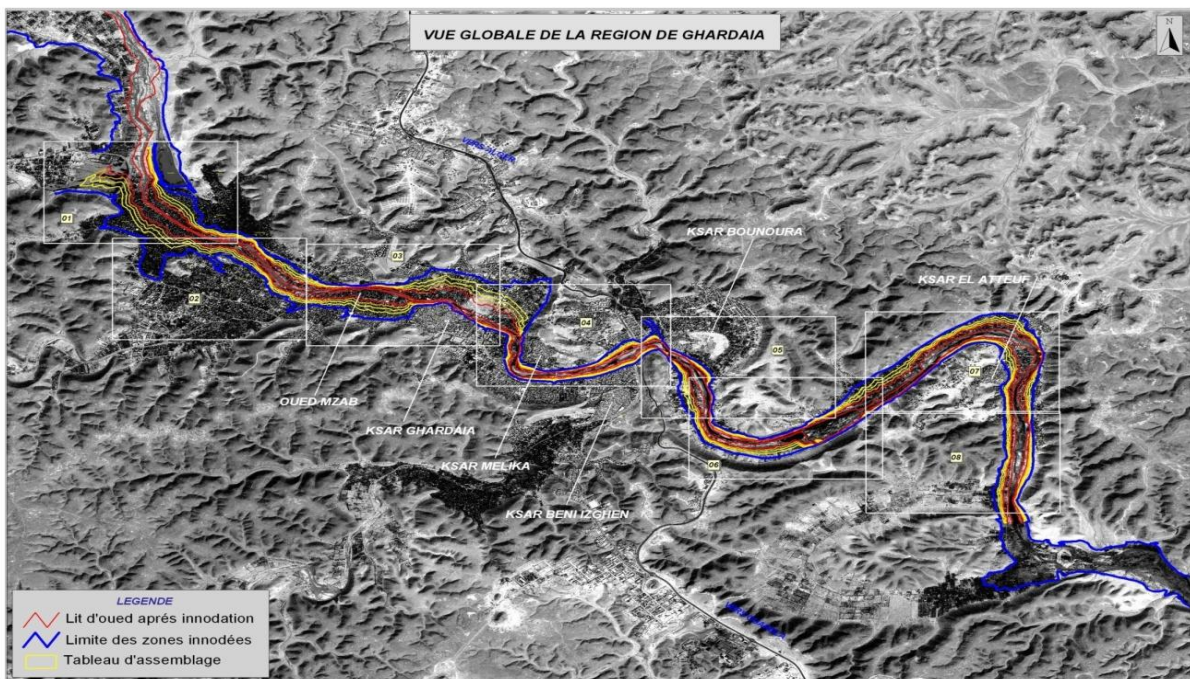 VUE GLOBALE DE LA REGION DE GHARDAIA
N
VERS ALGER
01
02
03
04
KSAR BOUNOURA
KSAR EL ATTEUF
05
07
OUED MZAB
KSAR GHARDAIA
KSAR MELIKA
KSAR BENI IZGHEN
06
08
LEGENDE
Lit d'oued aprés innodation
Limite des zones innodées
Tableau d'assemblage